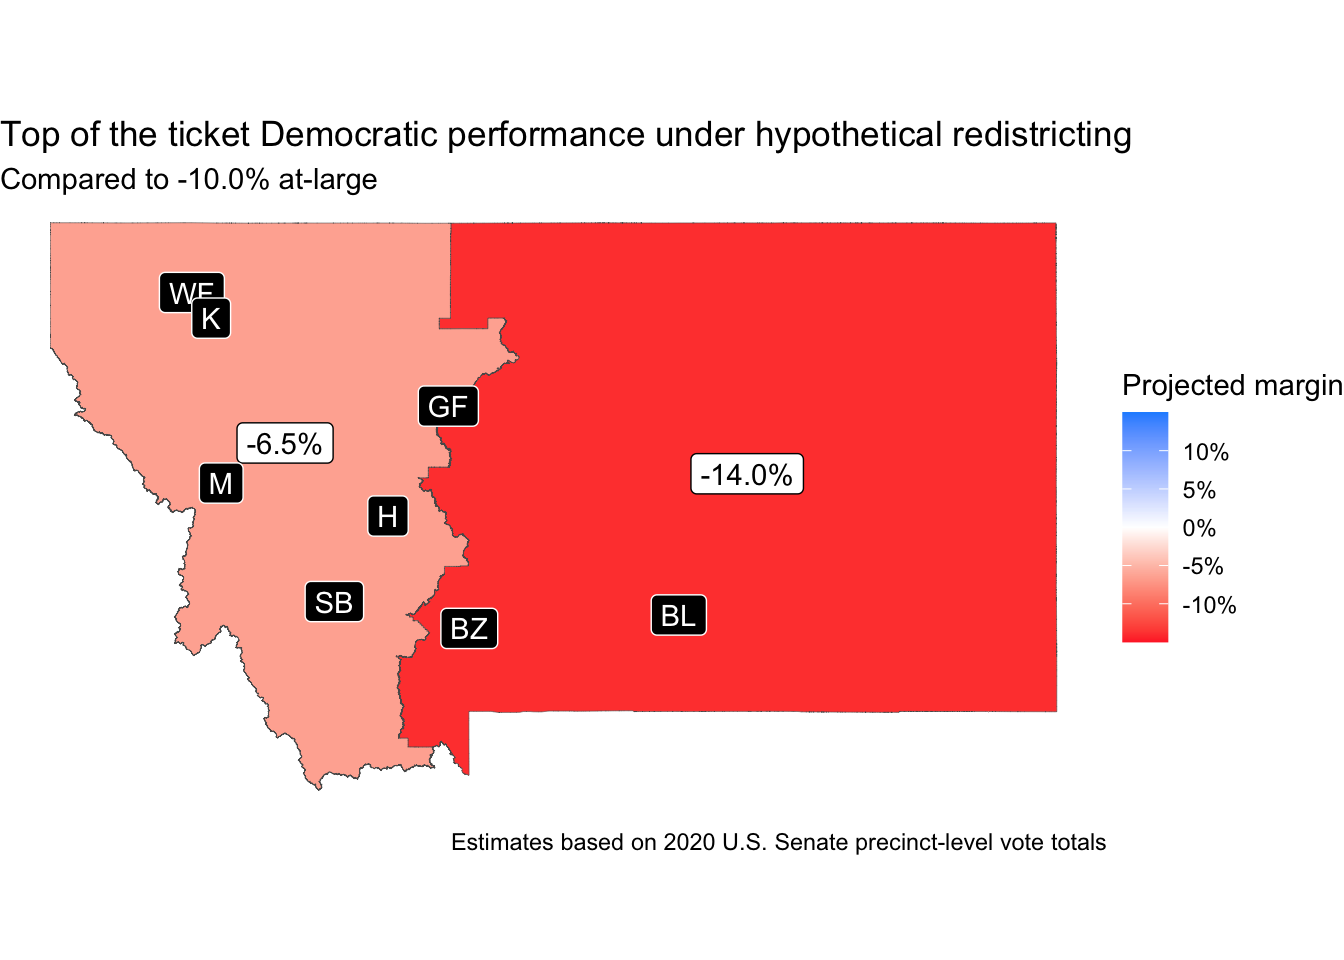 Top of the ticket Democratic performance under hypothetical redistricting
Compared to -10.0% at-large
K
GF
-6.5%
M
-14.0%
H
SB
BZ
BL
Projected margin
10%
5%
0%
-5%
-10%
Estimates based on 2020 U.S. Senate precinct-level vote totals